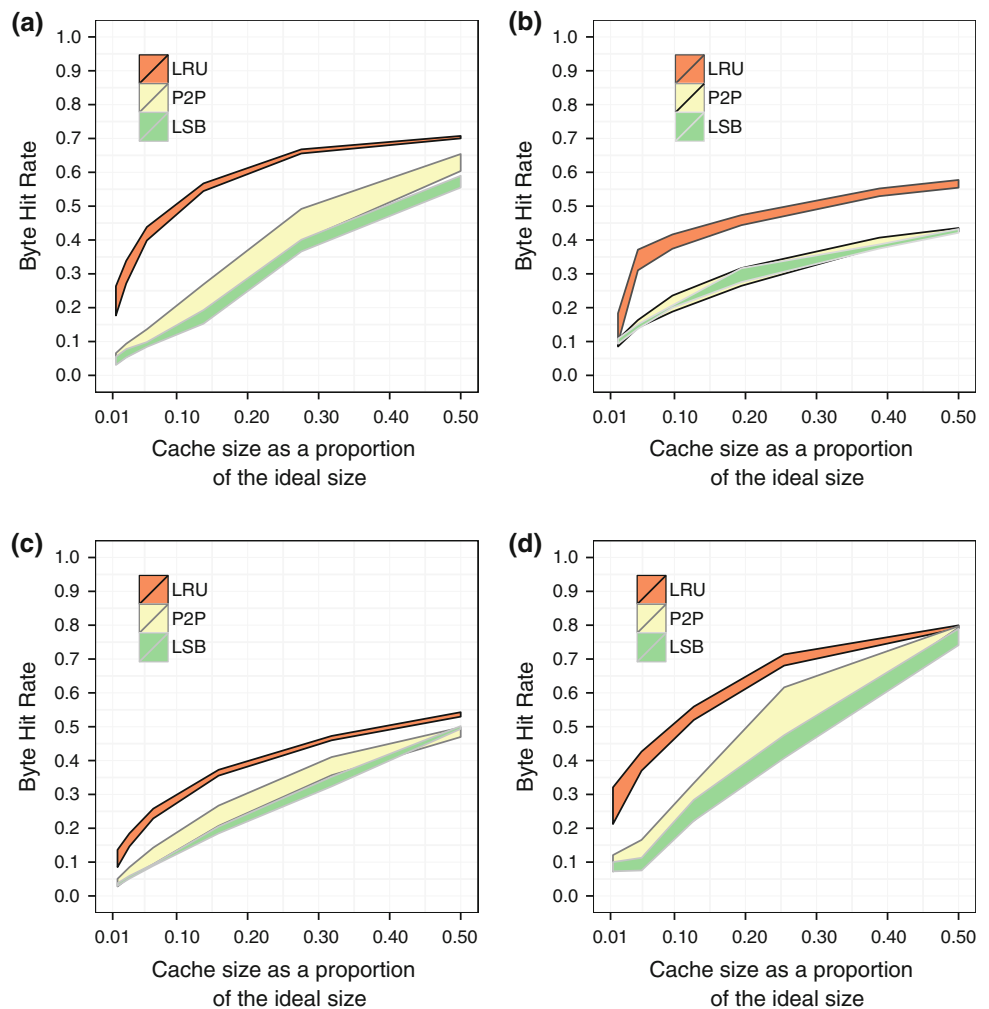 (a)
1.0
0.9
0.8
0.7
0.6
0.5
0.4
0.3
0.2
0.1
0.0
Byte Hit Rate
LRU
P2P
LSB
0.01 0.10 0.20 0.30 0.40 0.50
Cache size as a proportion
of the ideal size
(b)
1.0
0.9
0.8
0.7
0.6
0.5
0.4
0.3
0.2
0.1
0.0
Byte Hit Rate
LRU
P2P
LSB
0.01 0.10 0.20 0.30 0.40 0.50
Cache size as a proportion
of the ideal size
(c)
1.0
0.9
0.8
0.7
0.6
0.5
0.4
0.3
0.2
0.1
0.0
Byte Hit Rate
LRU
P2P
LSB
0.01 0.10 0.20 0.30 0.40 0.50
Cache size as a proportion
of the ideal size
(d)
1.0
0.9
0.8
0.7
0.6
0.5
0.4
0.3
0.2
0.1
0.0
Byte Hit Rate
LRU
P2P
LSB
0.01 0.10 0.20 0.30 0.40 0.50
Cache size as a proportion
of the ideal size